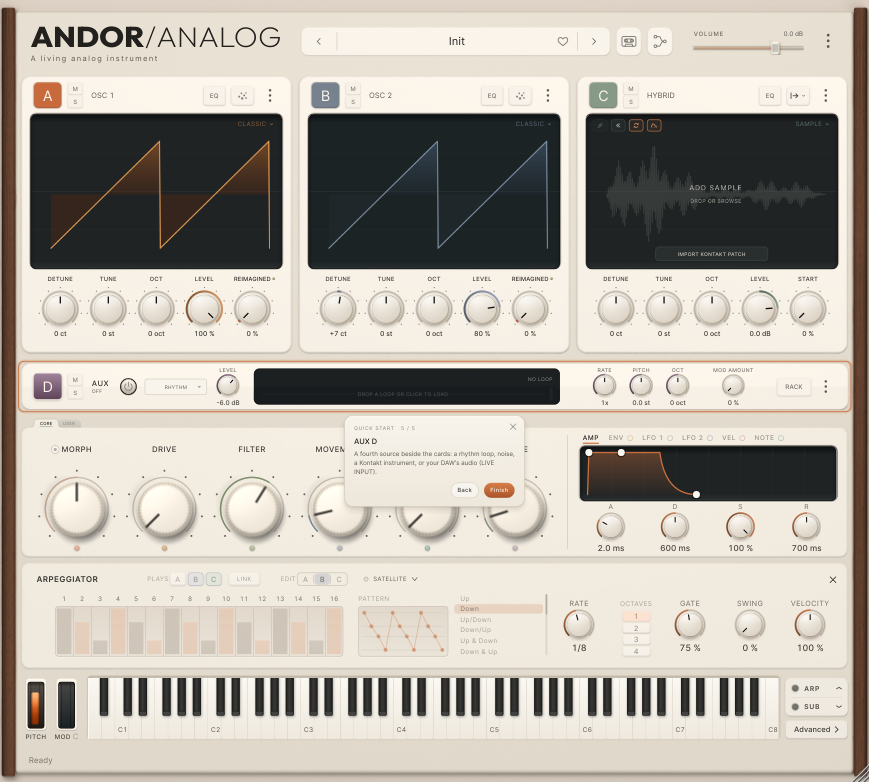 ANDOR/ANALOG
A living analog instrument
Init
VOLUME 0.0 dB
A M S OSC 1 EQ
CLASSIC
DETUNE TUNE OCT LEVEL REIMAGINED
0 ct 0 st 0 oct 100 % 0 %
B M S OSC 2 EQ
CLASSIC
DETUNE TUNE OCT LEVEL REIMAGINED
+7 ct 0 st 0 oct 80 % 0 %
C M S HYBRID EQ
SAMPLE
ADD SAMPLE
DROP OR BROWSE
IMPORT KONTAKT PATCH
DETUNE TUNE OCT LEVEL START
0 ct 0 st 0 oct 0.0 dB 0 %
D M S AUX
OFF
RHYTHM
LEVEL
-6.0 dB
NO LOOP
DROP A LOOP OR CLICK TO LOAD
RATE PITCH OCT MOD AMOUNT
1x 0.0 st 0 oct 0 %
RACK
CORE
MORPH DRIVE FILTER
QUICK START 5 / 5
AUX D
A fourth source beside the cards: a rhythm loop, noise,
a Kontakt instrument, or your DAW's audio (LIVE
INPUT).
Back Finish
AMP ENV LFO 1 LFO 2 VEL NOTE
A D S R
2.0 ms 600 ms 100 % 700 ms
ARPEGGIATOR PLAYS A B C LINK EDIT A B C SATELLITE
1 2 3 4 5 6 7 8 9 10 11 12 13 14 15 16
PATTERN
Up
Down
Up/Down
Down/Up
Up & Down
Down & Up
RATE OCTAVES GATE SWING VELOCITY
1
2
3
4
1/8 75 % 0 % 100 %
PITCH MOD
C1 C2 C3 C4 C5 C6 C7 C8
ARP
SUB
Advanced
Ready